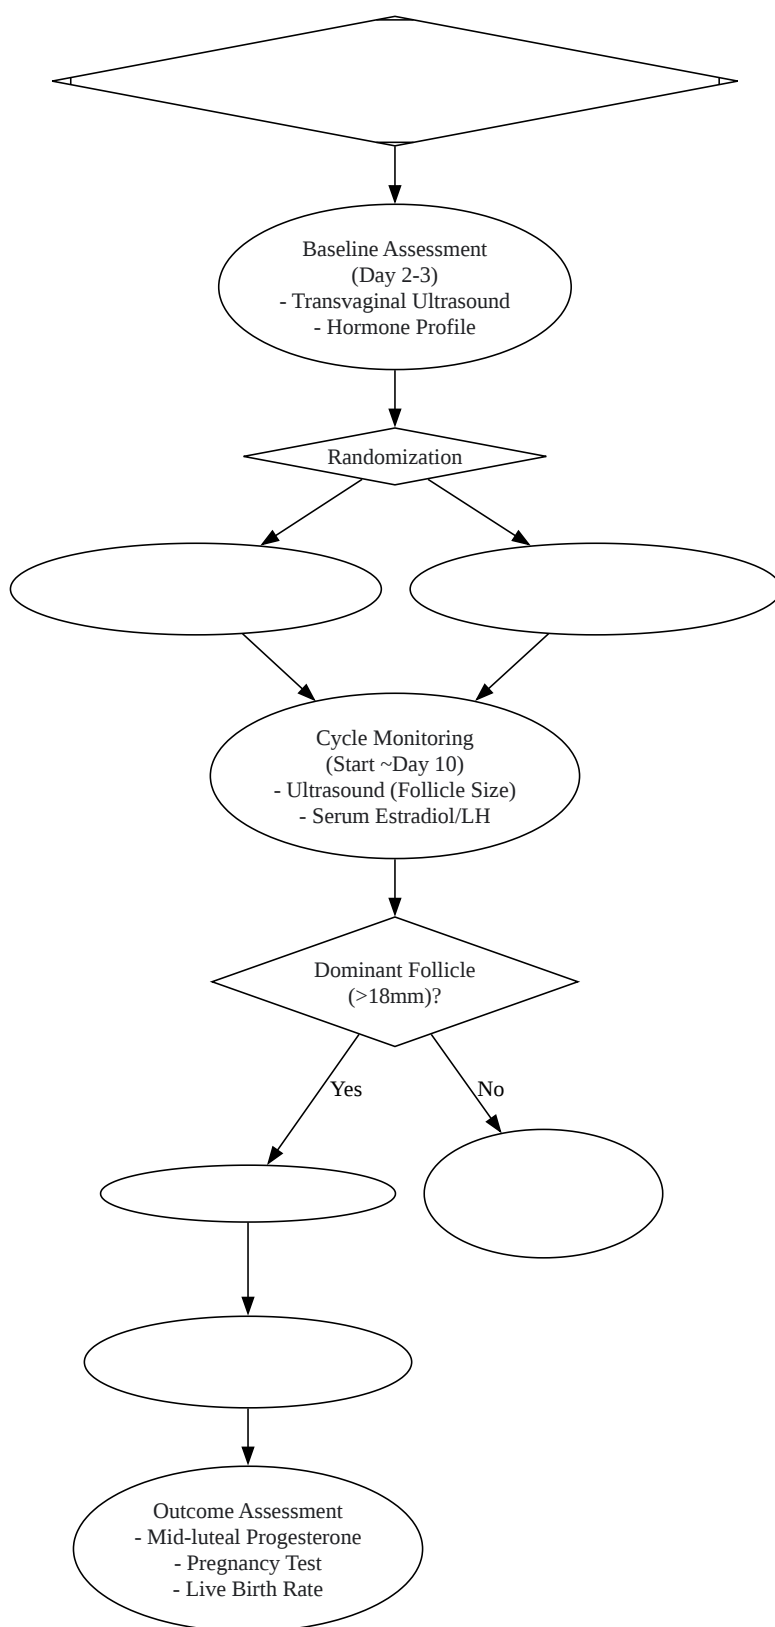 Baseline Assessment
(Day 2-3)
- Transvaginal Ultrasound
- Hormone Profile
Randomization
Cycle Monitoring
(Start ~Day 10)
- Ultrasound (Follicle Size)
- Serum Estradiol/LH
Dominant Follicle
(>18mm)?
Yes
No
Outcome Assessment
- Mid-luteal Progesterone
- Pregnancy Test
- Live Birth Rate